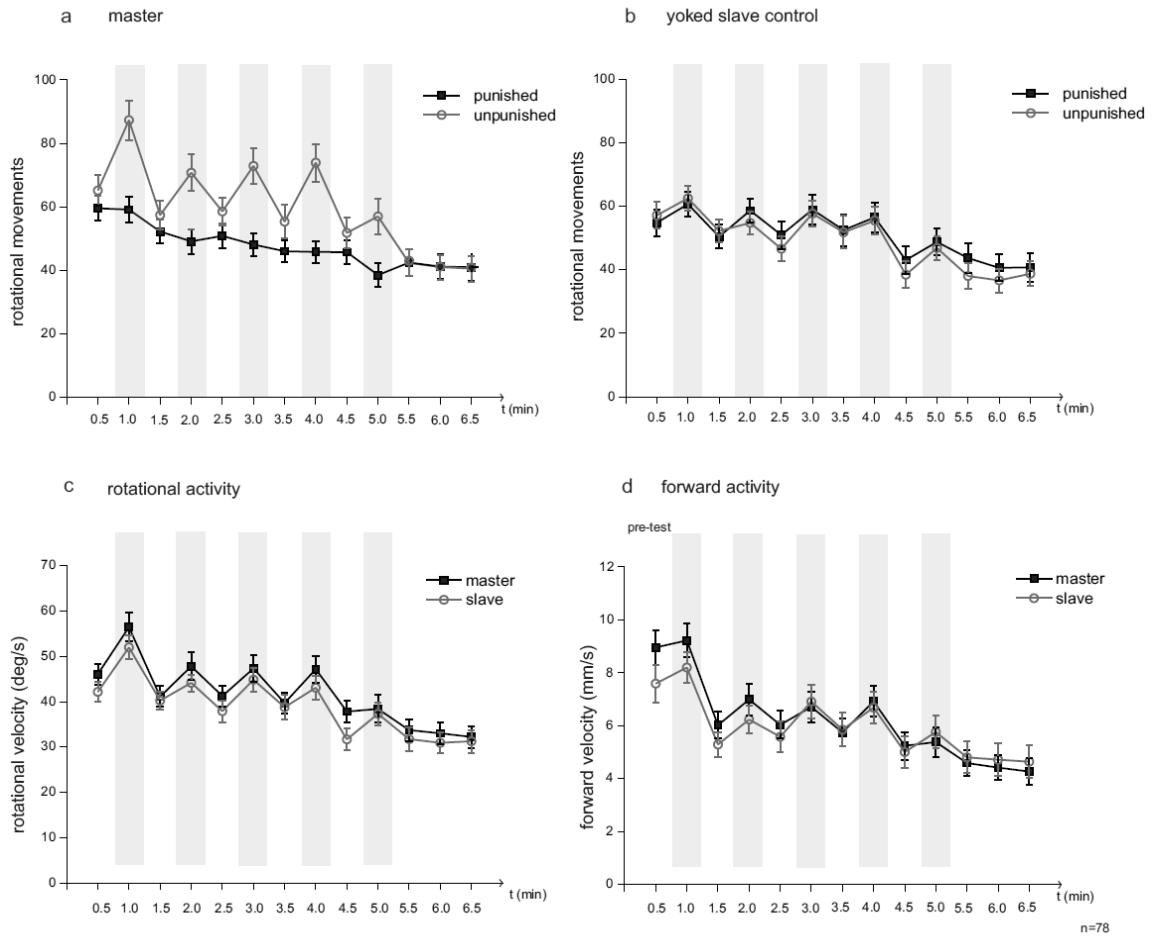 a master
rotational movements
100
80
60
40
20
0
punished
unpunished
0.5 1.0 1.5 2.0 2.5 3.0 3.5 4.0 4.5 5.0 5.5 6.0 6.5
t (min)
b yoked slave control
rotational movements
100
80
60
40
20
0
punished
unpunished
0.5 1.0 1.5 2.0 2.5 3.0 3.5 4.0 4.5 5.0 5.5 6.0 6.5
t (min)
c rotational activity
rotational velocity (deg/s)
70
60
50
40
30
20
10
0
master
slave
0.5 1.0 1.5 2.0 2.5 3.0 3.5 4.0 4.5 5.0 5.5 6.0 6.5
t (min)
d forward activity
pre-test
forward velocity (mm/s)
12
10
8
6
4
2
0
master
slave
0.5 1.0 1.5 2.0 2.5 3.0 3.5 4.0 4.5 5.0 5.5 6.0 6.5
t (min)
n=78